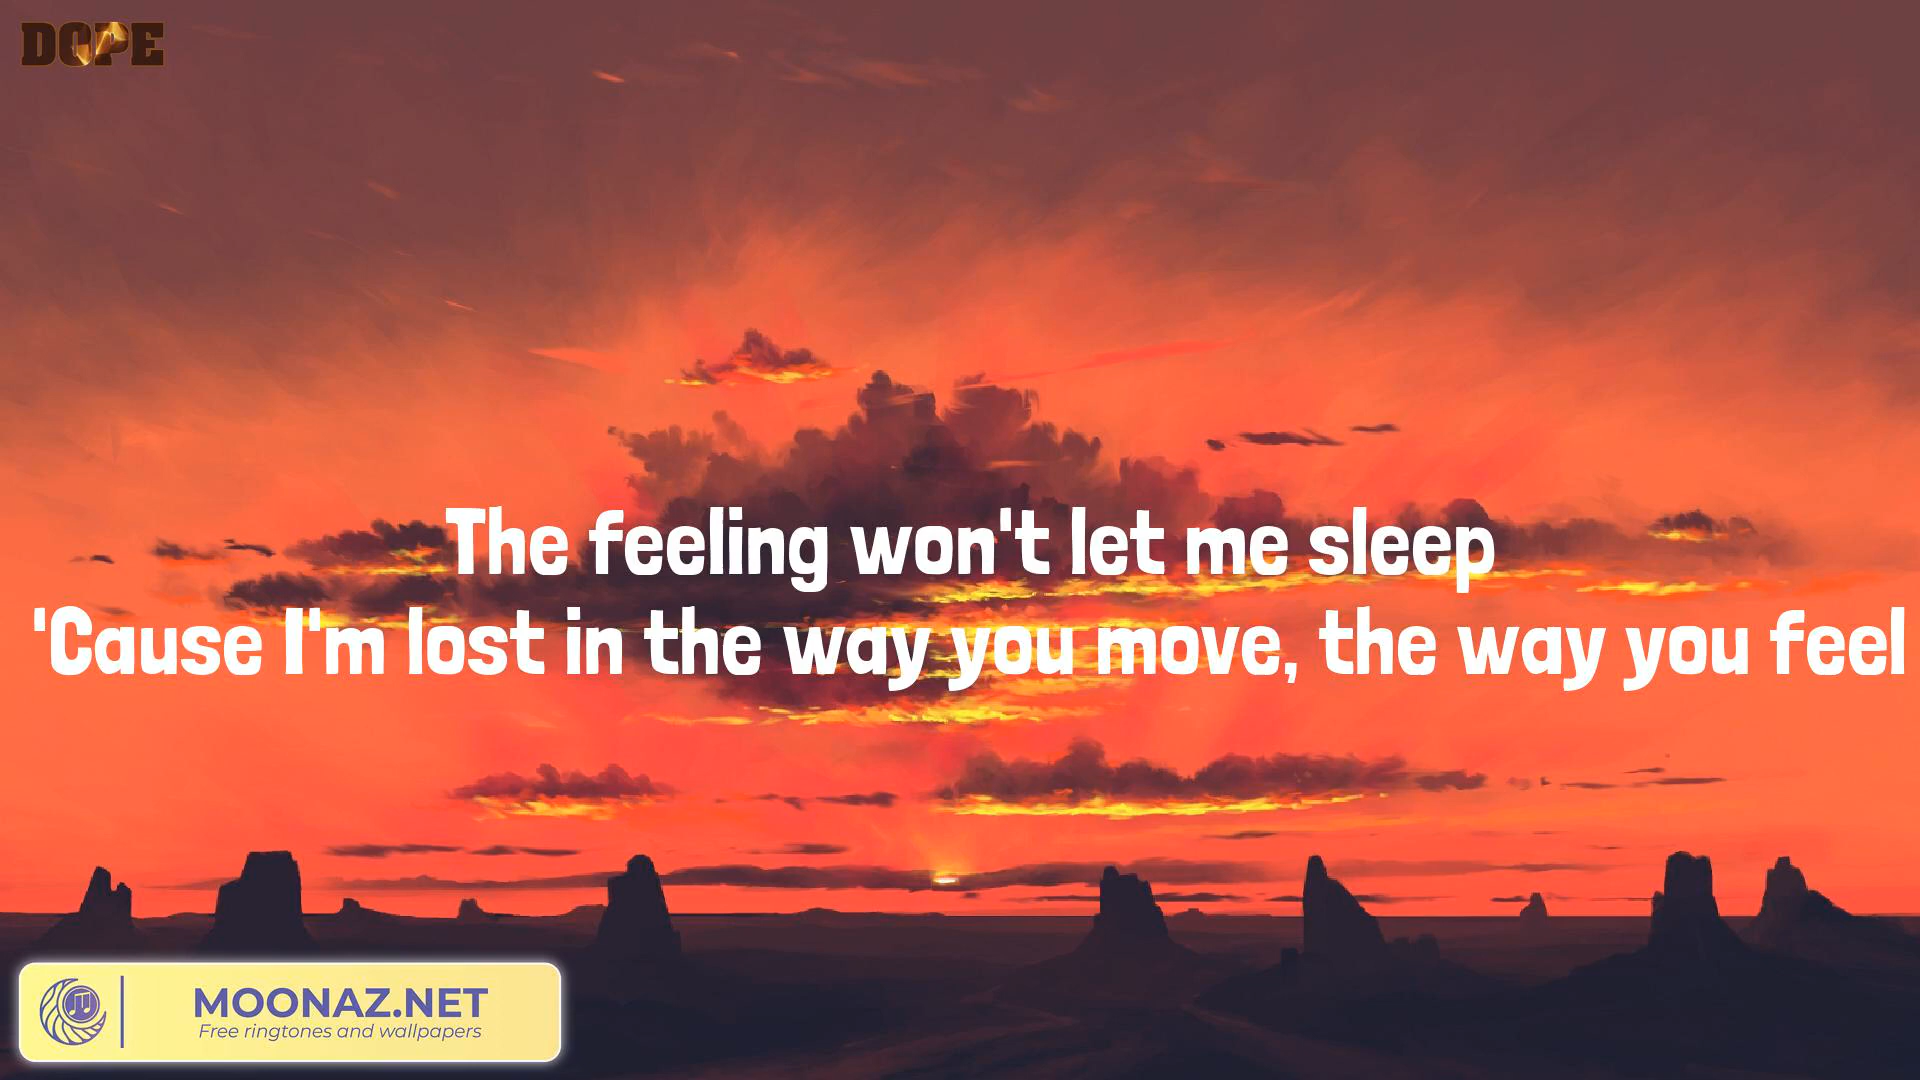 DOPE
The feeling won't let me sleep
'Cause I'm lost in the way you move, the way you feel
MOONAZ.NET
Free ringtones and wallpapers